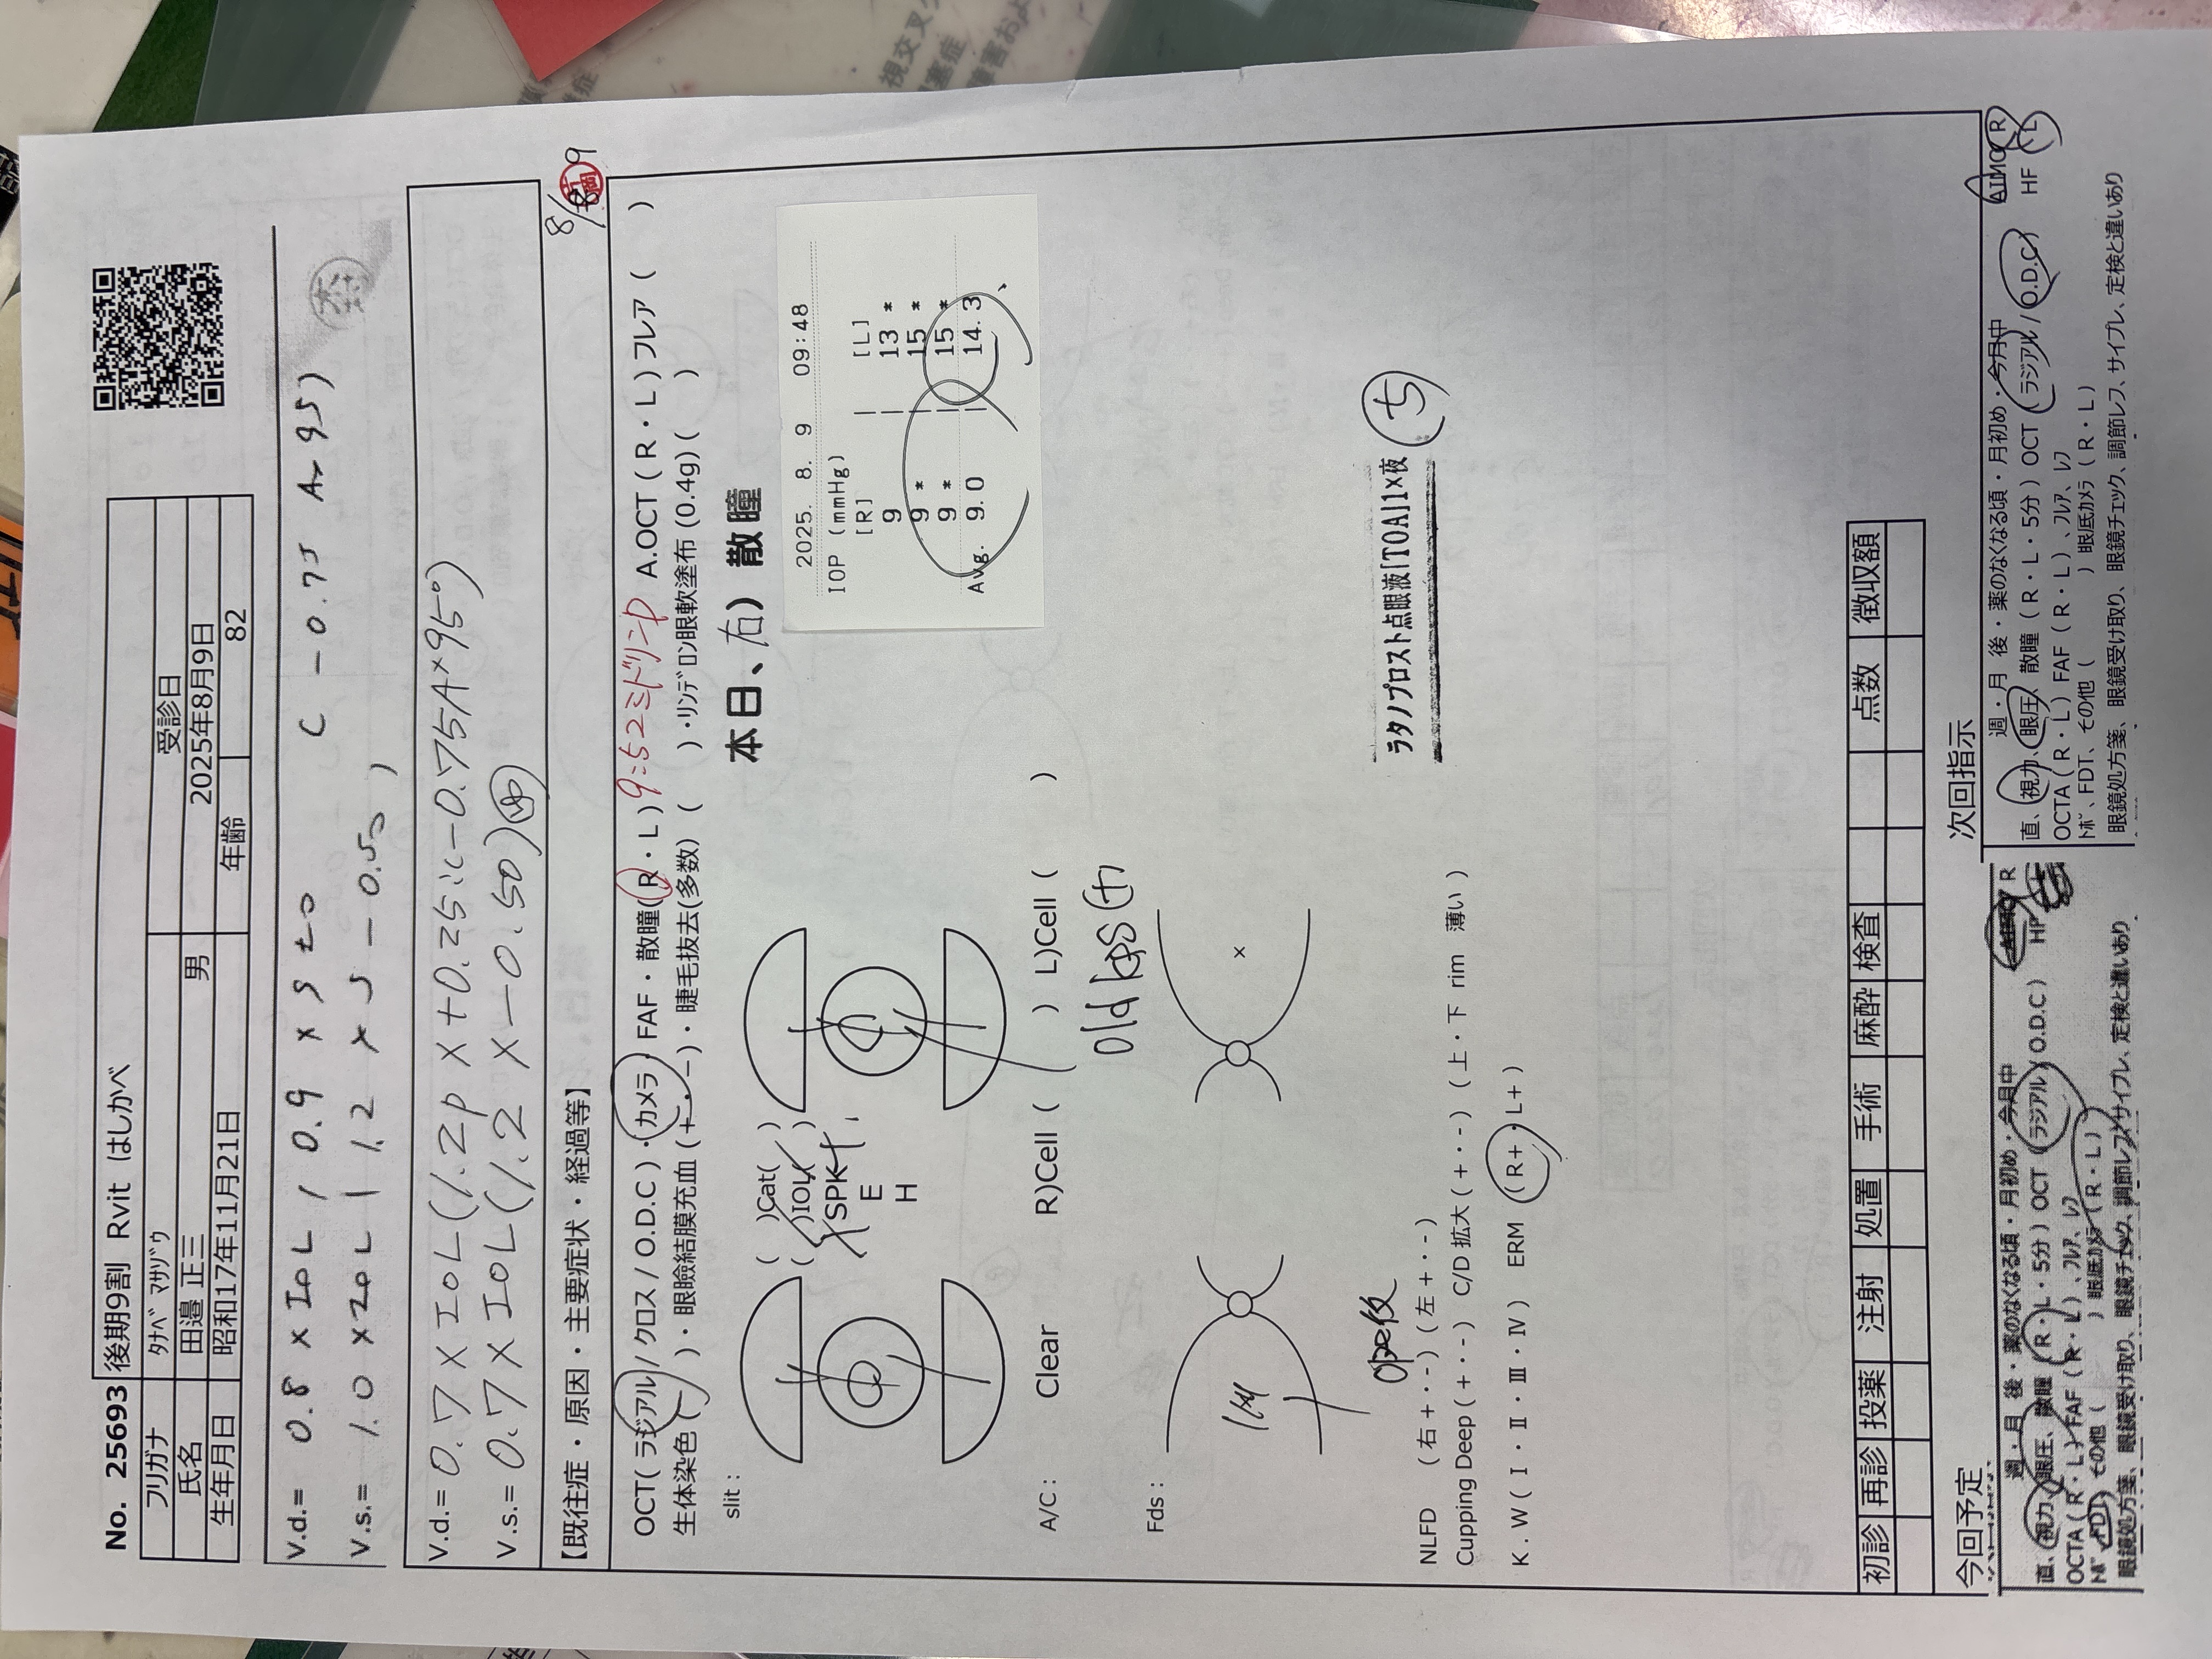 No. 25693 後期9割 Rvit はしかべ
フリガナ ﾀﾅﾍﾞ ﾏｻｿﾞｳ 受診日
氏名 田邉 正三 男 2025年8月9日
生年月日 昭和17年11月21日 年齢 82
V.d.= 0.8 × IOL ( 0.9 × S±0 C -0.75 Ax 95)
V.s.= 1.0 × IOL ( 1.2 × S -0.50 )
木村
V.d.= 0.7 × IOL (1.2p × +0.25 :c-0.75A×95°)
V.s.= 0.7 × IOL (1.2 × -0.50)
【既往症・原因・主要症状・経過等】 8/9
OCT( ラジアル / クロス / O.D.C )・カメラ・FAF・散瞳( R・L ) 9:52ミドリンP A.OCT ( R・L ) フレア ( )
生体染色 ( - )・眼瞼結膜充血 (+・-)・睫毛抜去(多数) ( )・ﾘﾝﾃﾞﾛﾝ眼軟塗布 (0.4g) ( )
slit :
( )Cat( )
( )IOL( )
SPK
E
H
本日、右) 散瞳
2025. 8. 9 09:48
IOP (mmHg)
[R] | [L]
9 | 13 *
9 * | 15 *
9 * | 15 *
Avg. 9.0 | 14.3
A/C : Clear R)Cell ( ) L)Cell ( )
old kps (+)
Fds :
ope後
ラタノプロスト点眼液「TOA」1×夜 ⑤
NLFD ( 右 +・- ) ( 左 +・- )
Cupping Deep ( +・- ) C/D 拡大 ( +・- ) ( 上・下 rim 薄い )
K . W ( Ⅰ・Ⅱ・Ⅲ・Ⅳ ) ERM ( R+・L+ )
初診 再診 投薬 注射 処置 手術 麻酔 検査 点数 徴収額
今回予定
週・月 後・薬のなくなる頃・月初め・今月中 AIMO R
直、視力、眼圧、散瞳 ( R・L・5分 ) OCT ( ラジアル / O.D.C ) HF
OCTA ( R・L ) FAF ( R・L ) 、ﾌﾚｱ、ﾚﾌ
ﾄﾎﾟ、FDT、その他 ( ) 眼底ｶﾒﾗ ( R・L )
眼鏡処方箋、眼鏡受け取り、眼鏡チェック、調節レフ、サイプレ、定検と違いあり
次回指示
週・月 後・薬のなくなる頃・月初め・今月中 AIMO R
直、視力、眼圧、散瞳 ( R・L・5分 ) OCT ( ラジアル / O.D.C ) HF L
OCTA ( R・L ) FAF ( R・L ) 、ﾌﾚｱ、ﾚﾌ
ﾄﾎﾟ、FDT、その他 ( ) 眼底カメラ ( R・L )
眼鏡処方箋、眼鏡受け取り、眼鏡チェック、調節レフ、サイプレ、定検と違いあり